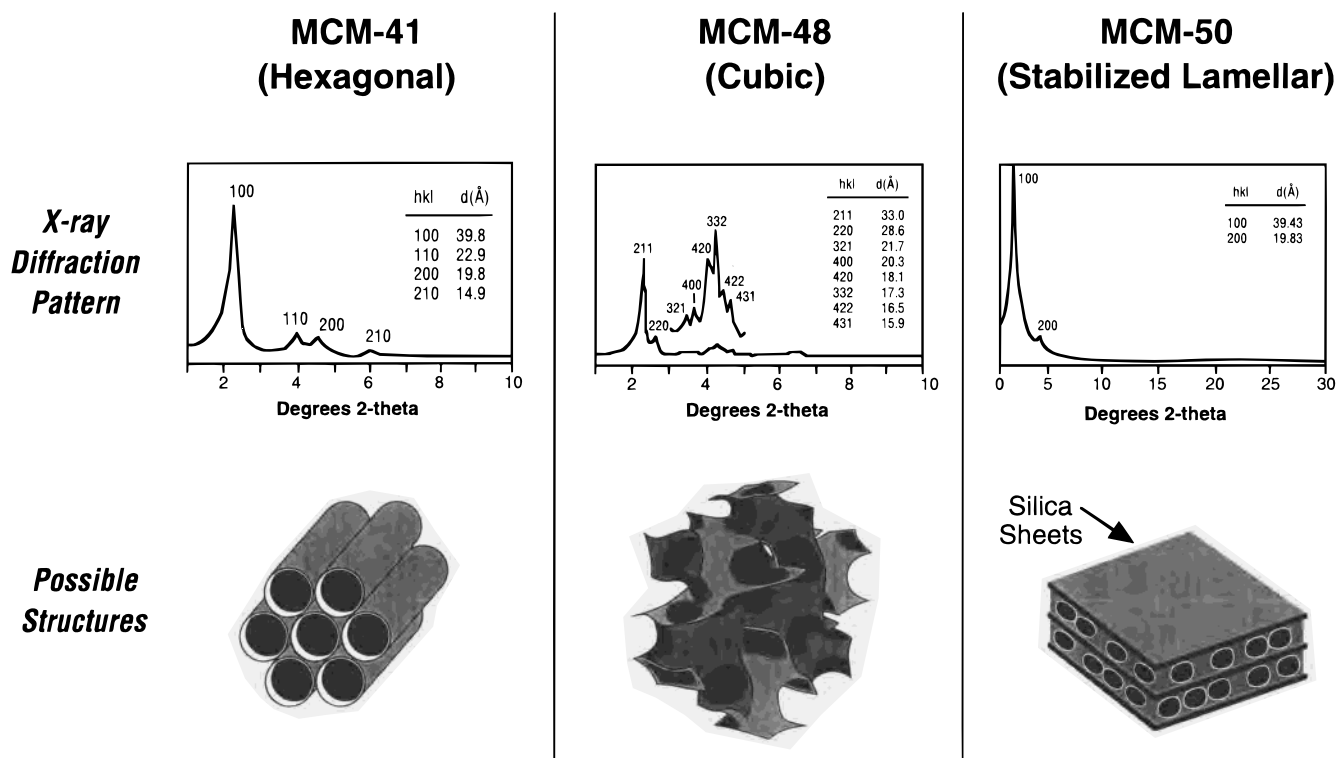 MCM-41
(Hexagonal)
MCM-48
(Cubic)
MCM-50
(Stabilized Lamellar)
X-ray
Diffraction
Pattern
100
110
200
210
hkl d(Å)
100 39.8
110 22.9
200 19.8
210 14.9
2 4 6 8 10
Degrees 2-theta
211
220
321
400
420
332
422
431
hkl d(Å)
211 33.0
220 28.6
321 21.7
400 20.3
420 18.1
332 17.3
422 16.5
431 15.9
2 4 6 8 10
Degrees 2-theta
100
200
hkl d(Å)
100 39.43
200 19.83
0 5 10 15 20 25 30
Degrees 2-theta
Possible
Structures
Silica
Sheets